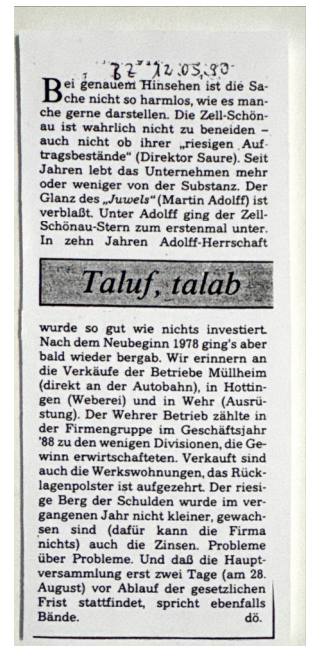 BZ 12.05.90
Bei genauem Hinsehen ist die Sa-
che nicht so harmlos, wie es man-
che gerne darstellen. Die Zell-Schön-
au ist wahrlich nicht zu beneiden –
auch nicht ob ihrer „riesigen Auf-
tragsbestände“ (Direktor Saure). Seit
Jahren lebt das Unternehmen mehr
oder weniger von der Substanz. Der
Glanz des „Juwels“ (Martin Adolff) ist
verblaßt. Unter Adolff ging der Zell-
Schönau-Stern zum erstenmal unter.
In zehn Jahren Adolff-Herrschaft
Taluf, talab
wurde so gut wie nichts investiert.
Nach dem Neubeginn 1978 ging's aber
bald wieder bergab. Wir erinnern an
die Verkäufe der Betriebe Müllheim
(direkt an der Autobahn), in Hottin-
gen (Weberei) und in Wehr (Ausrü-
stung). Der Wehrer Betrieb zählte in
der Firmengruppe im Geschäftsjahr
'88 zu den wenigen Divisionen, die Ge-
winn erwirtschafteten. Verkauft sind
auch die Werkswohnungen, das Rück-
lagenpolster ist aufgezehrt. Der riesi-
ge Berg der Schulden wurde im ver-
gangenen Jahr nicht kleiner, gewach-
sen sind (dafür kann die Firma
nichts) auch die Zinsen. Probleme
über Probleme. Und daß die Haupt-
versammlung erst zwei Tage (am 28.
August) vor Ablauf der gesetzlichen
Frist stattfindet, spricht ebenfalls
Bände. dö.